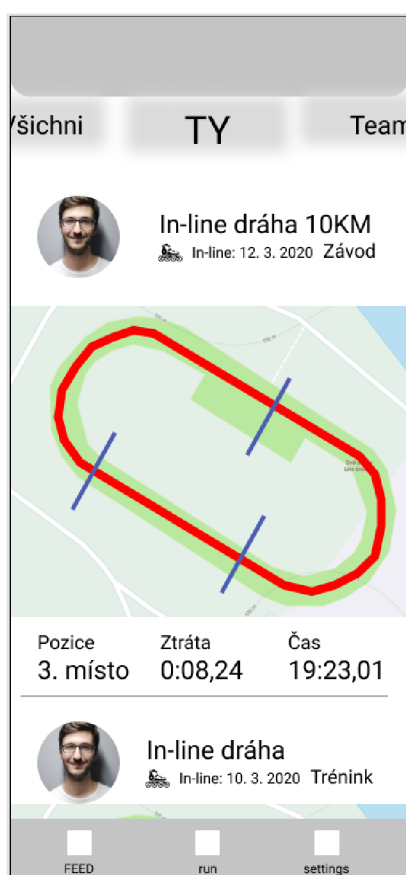 Všichni
TY
Team
In-line dráha 10KM
In-line: 12. 3. 2020 Závod
Pozice
Ztráta
Čas
3. místo
0:08,24
19:23,01
In-line dráha
In-line: 10. 3. 2020 Trénink
FEED
run
settings